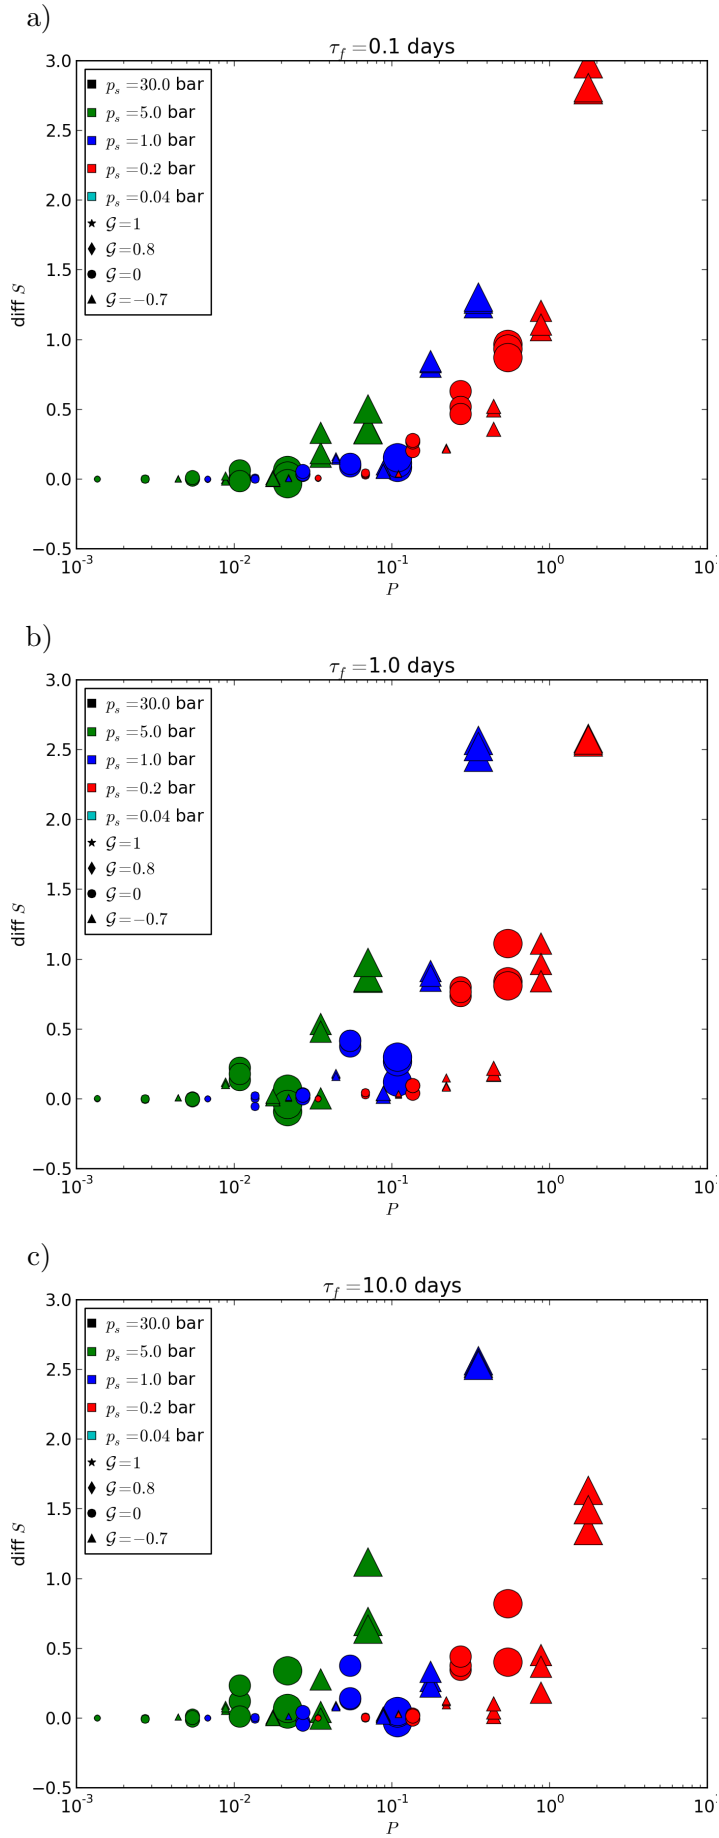 a)
τ_f = 0.1 days
3.0
2.5
2.0
1.5
1.0
0.5
0.0
−0.5
diff S
p_s = 30.0 bar
p_s = 5.0 bar
p_s = 1.0 bar
p_s = 0.2 bar
p_s = 0.04 bar
𝒢 = 1
𝒢 = 0.8
𝒢 = 0
𝒢 = −0.7
10⁻³ 10⁻² 10⁻¹ 10⁰ 10¹
P
b)
τ_f = 1.0 days
3.0
2.5
2.0
1.5
1.0
0.5
0.0
−0.5
diff S
p_s = 30.0 bar
p_s = 5.0 bar
p_s = 1.0 bar
p_s = 0.2 bar
p_s = 0.04 bar
𝒢 = 1
𝒢 = 0.8
𝒢 = 0
𝒢 = −0.7
10⁻³ 10⁻² 10⁻¹ 10⁰ 10¹
P
c)
τ_f = 10.0 days
3.0
2.5
2.0
1.5
1.0
0.5
0.0
−0.5
diff S
p_s = 30.0 bar
p_s = 5.0 bar
p_s = 1.0 bar
p_s = 0.2 bar
p_s = 0.04 bar
𝒢 = 1
𝒢 = 0.8
𝒢 = 0
𝒢 = −0.7
10⁻³ 10⁻² 10⁻¹ 10⁰ 10¹
P